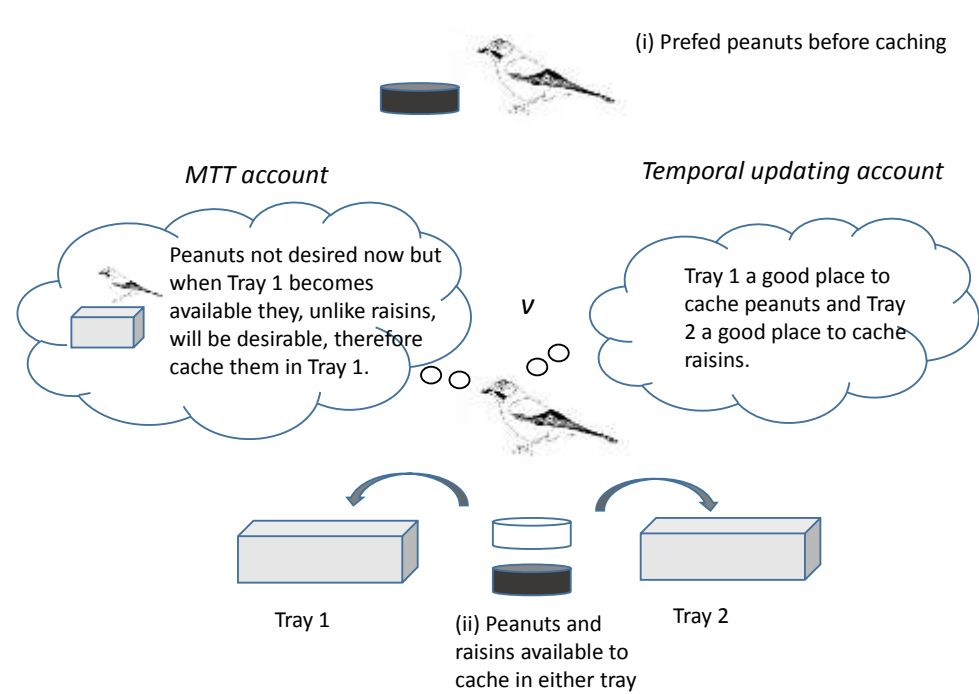 (i) Prefed peanuts before caching
MTT account
Temporal updating account
Peanuts not desired now but
when Tray 1 becomes
available they, unlike raisins,
will be desirable, therefore
cache them in Tray 1.
v
Tray 1 a good place to
cache peanuts and Tray
2 a good place to cache
raisins.
Tray 1
(ii) Peanuts and
raisins available to
cache in either tray
Tray 2